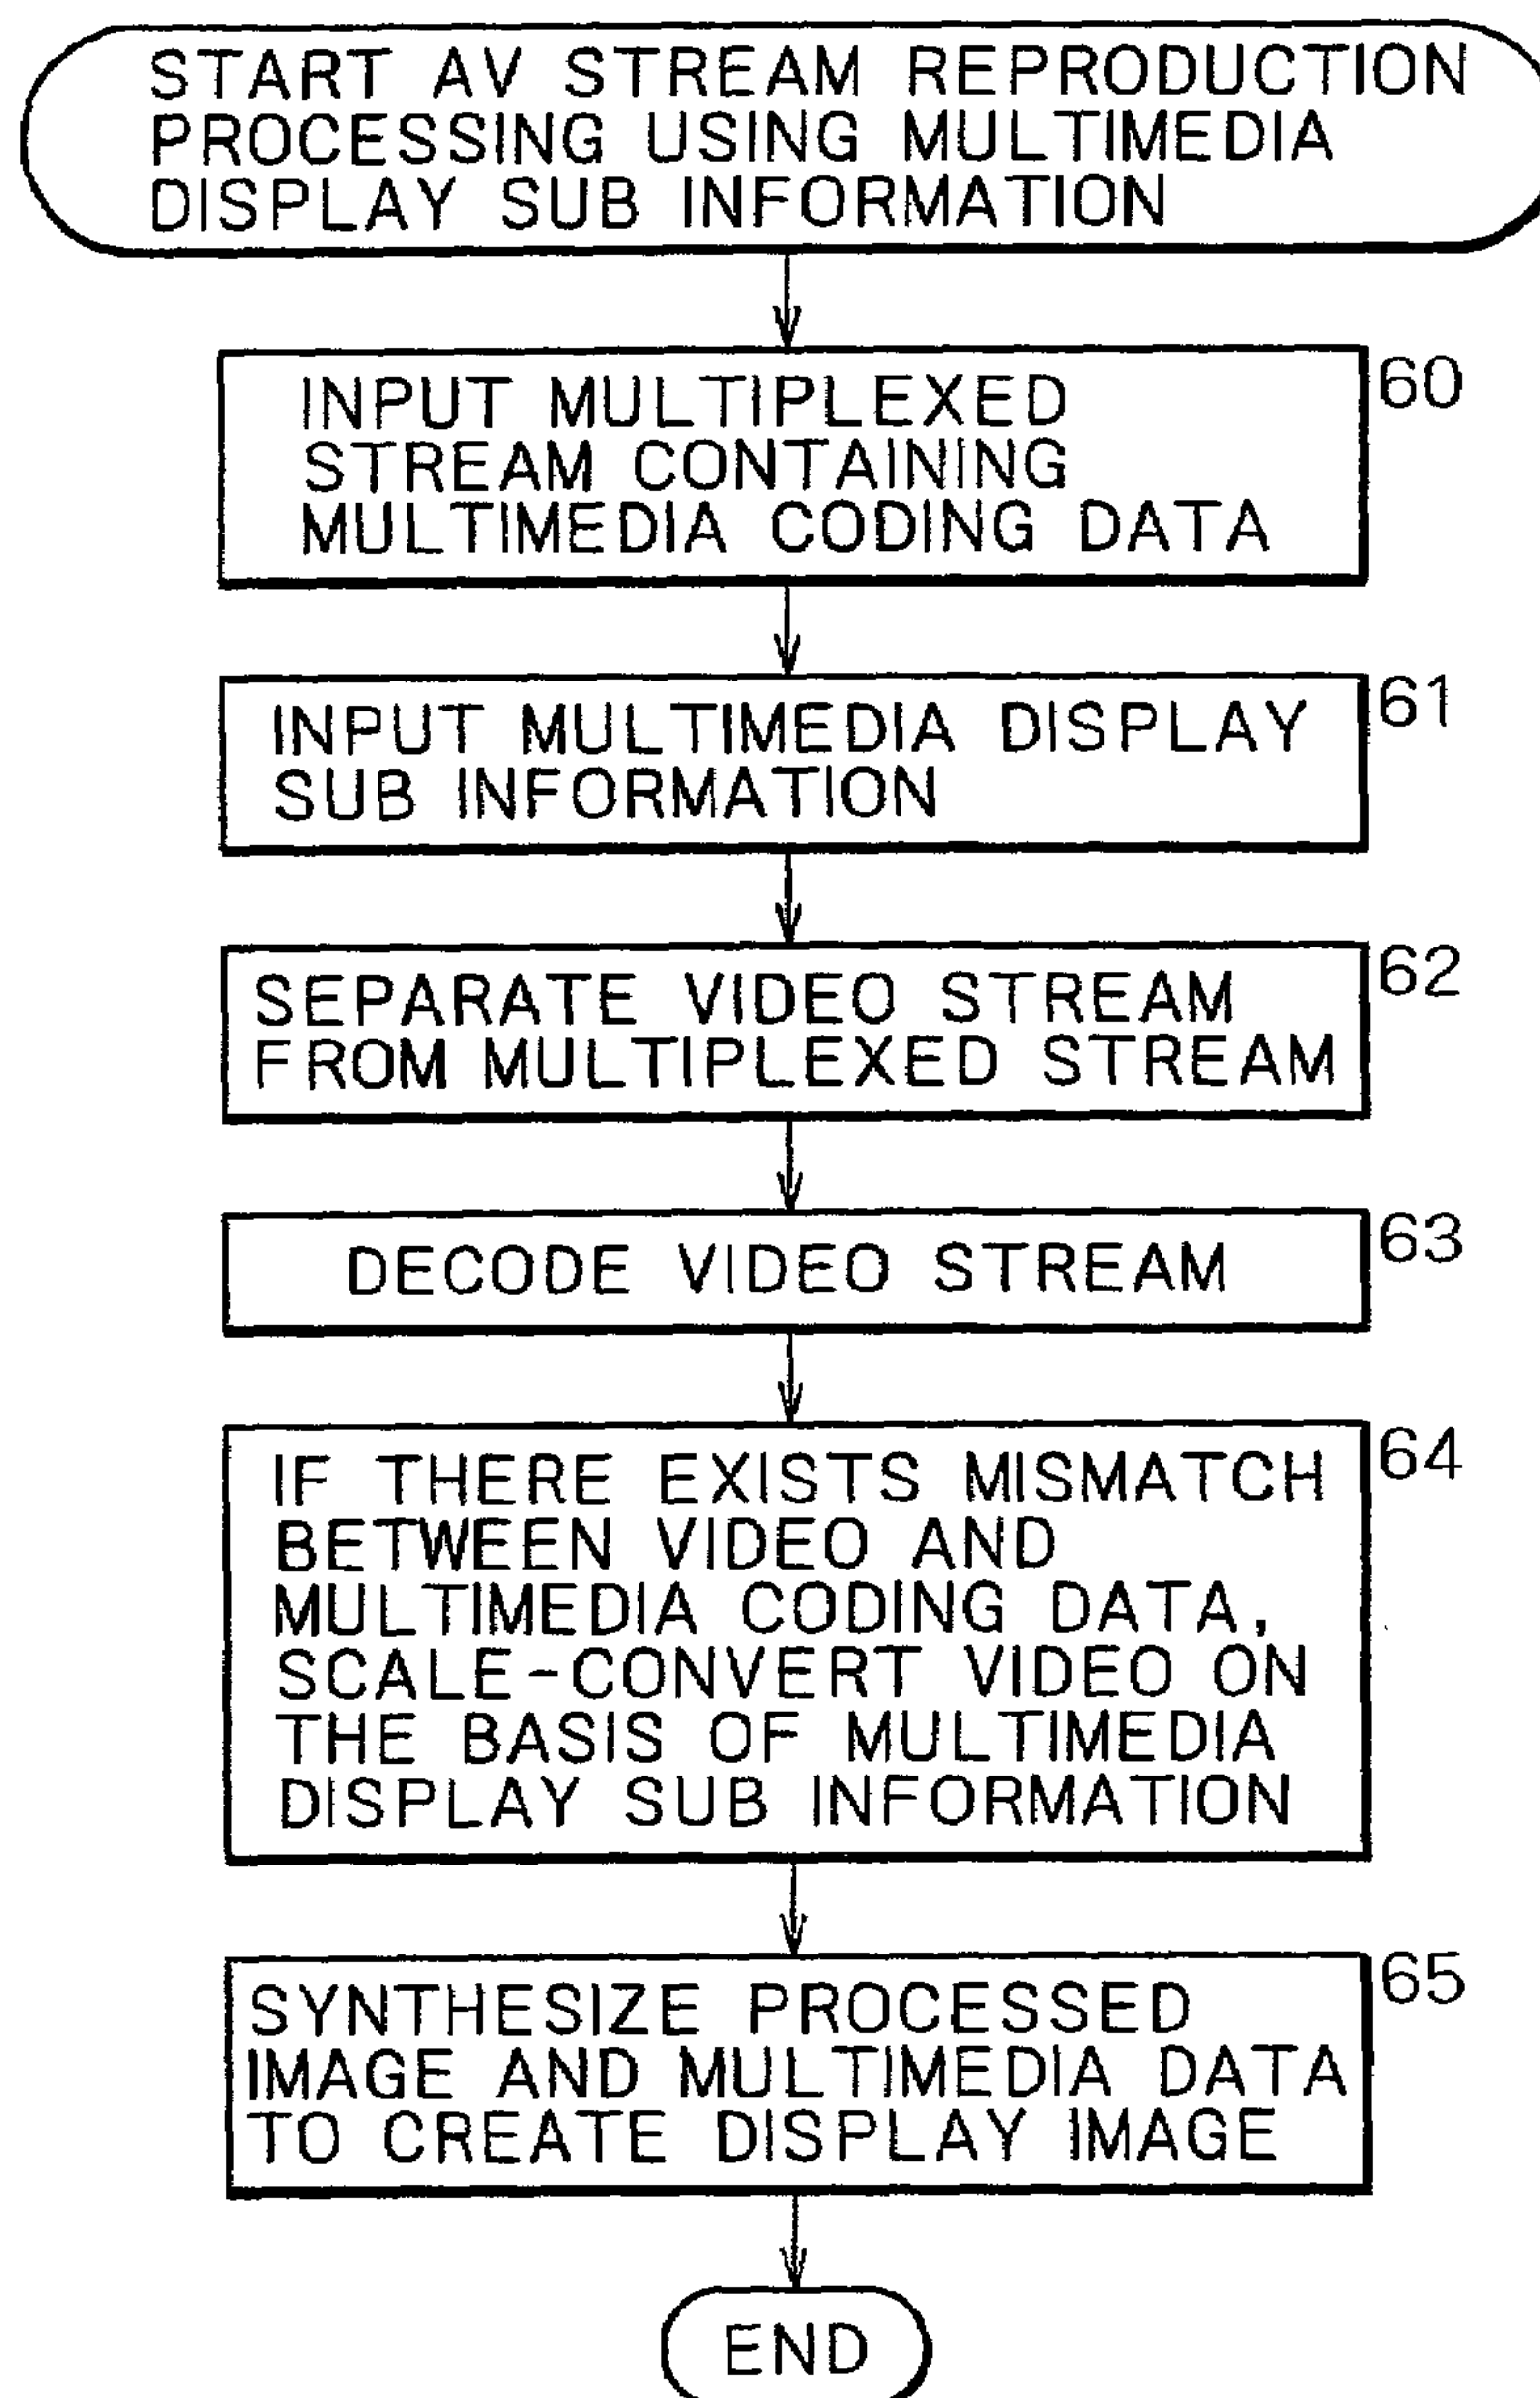 START AV STREAM REPRODUCTION
PROCESSING USING MULTIMEDIA
DISPLAY SUB INFORMATION
60
INPUT MULTIPLEXED
STREAM CONTAINING
MULTIMEDIA CODING DATA
61
INPUT MULTIMEDIA DISPLAY
SUB INFORMATION
62
SEPARATE VIDEO STREAM
FROM MULTIPLEXED STREAM
63
DECODE VIDEO STREAM
64
IF THERE EXISTS MISMATCH
BETWEEN VIDEO AND
MULTIMEDIA CODING DATA,
SCALE-CONVERT VIDEO ON
THE BASIS OF MULTIMEDIA
DISPLAY SUB INFORMATION
65
SYNTHESIZE PROCESSED
IMAGE AND MULTIMEDIA DATA
TO CREATE DISPLAY IMAGE
END